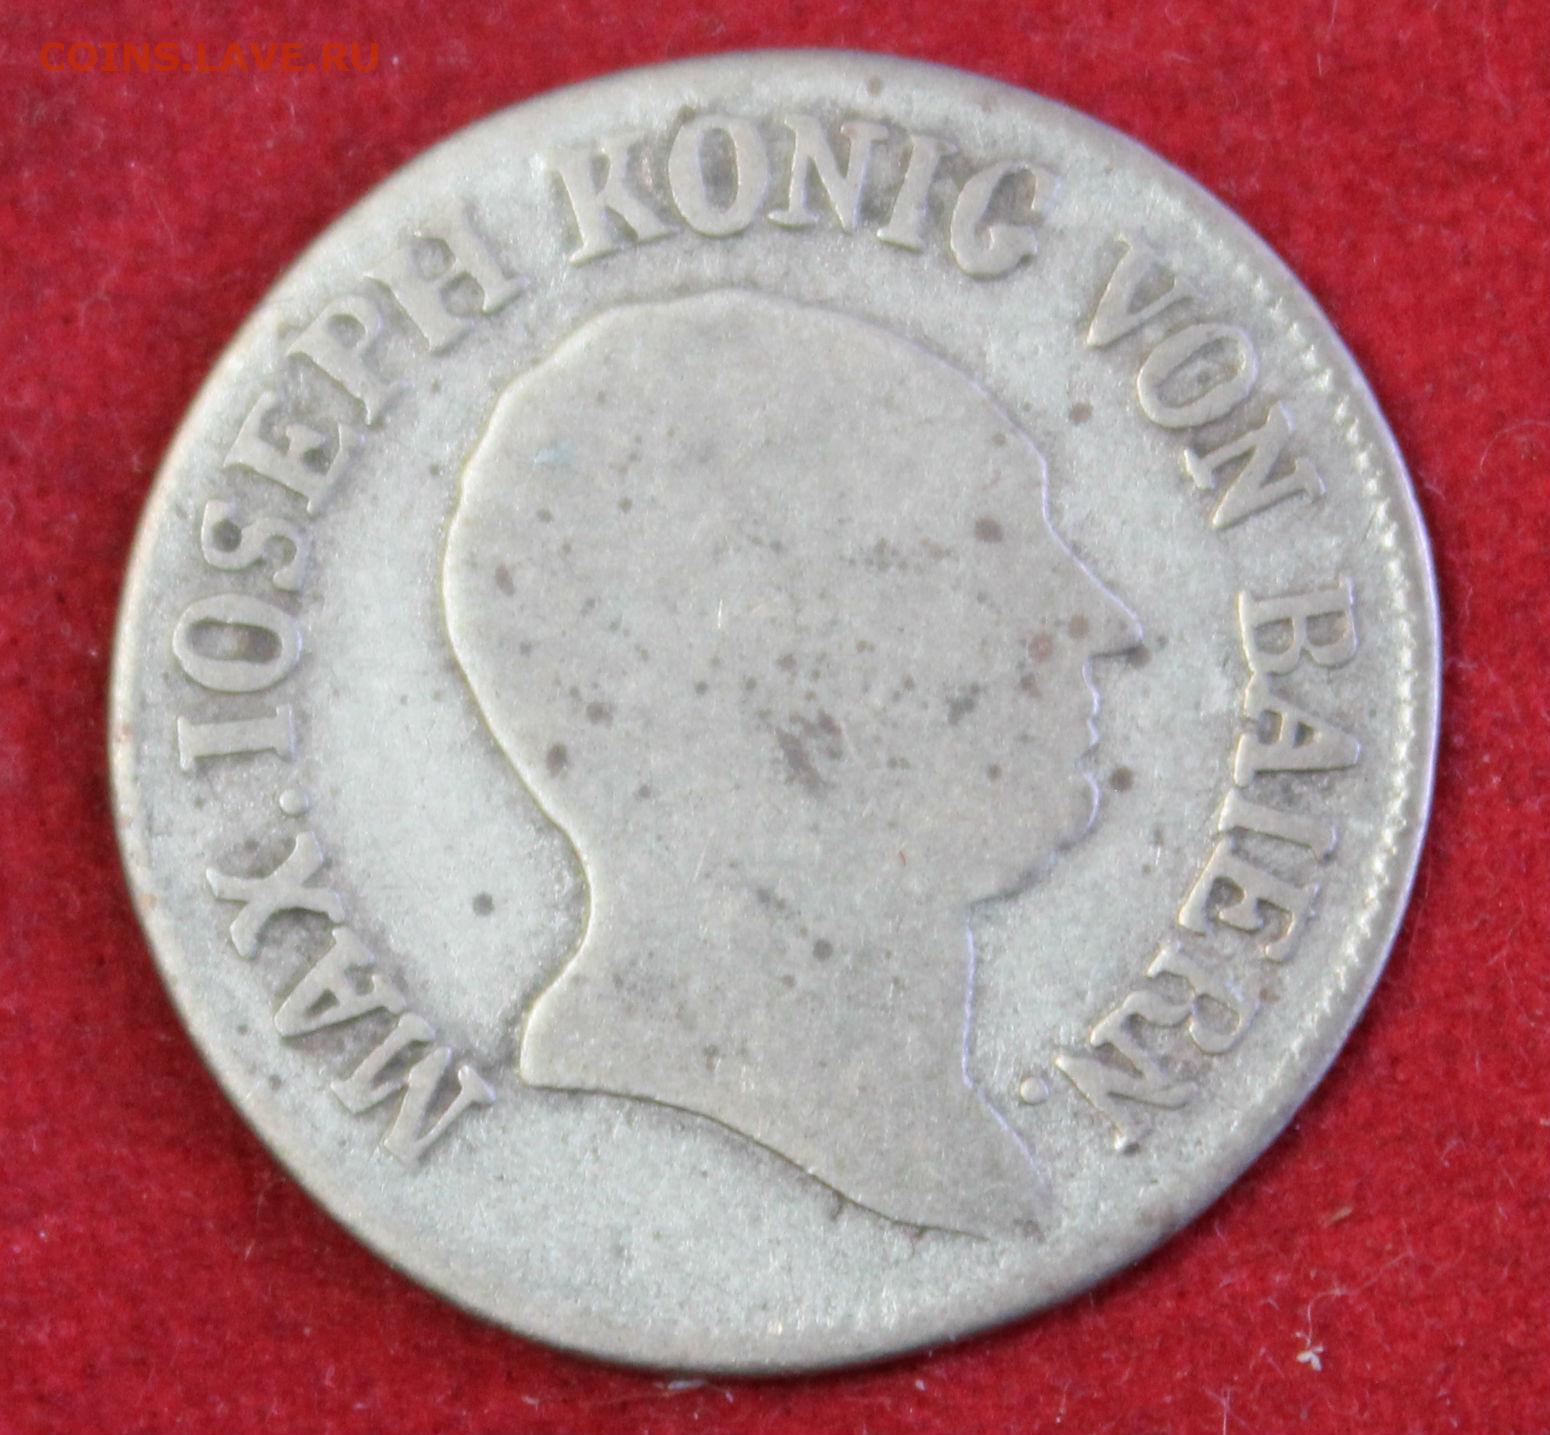 COINS.LAVE.RU
MAX. IOSEPH KONIG VON BAIERN.